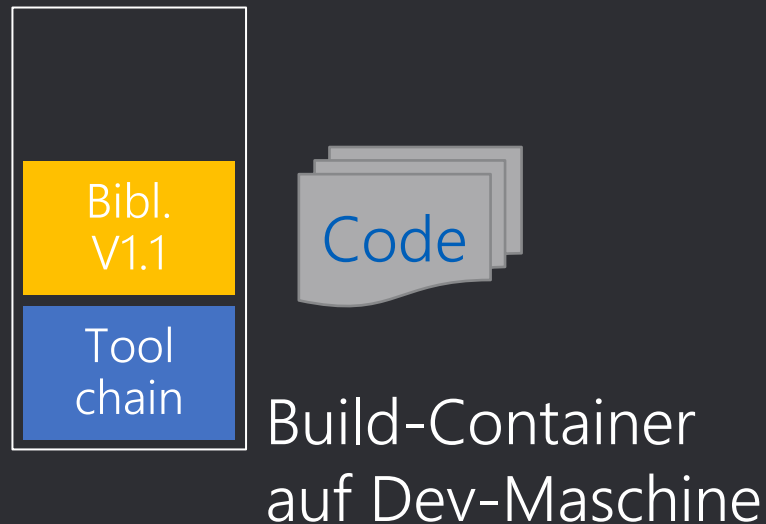 Bibl.
V1.1
Code
Tool
chain
Build-Container
auf Dev-Maschine